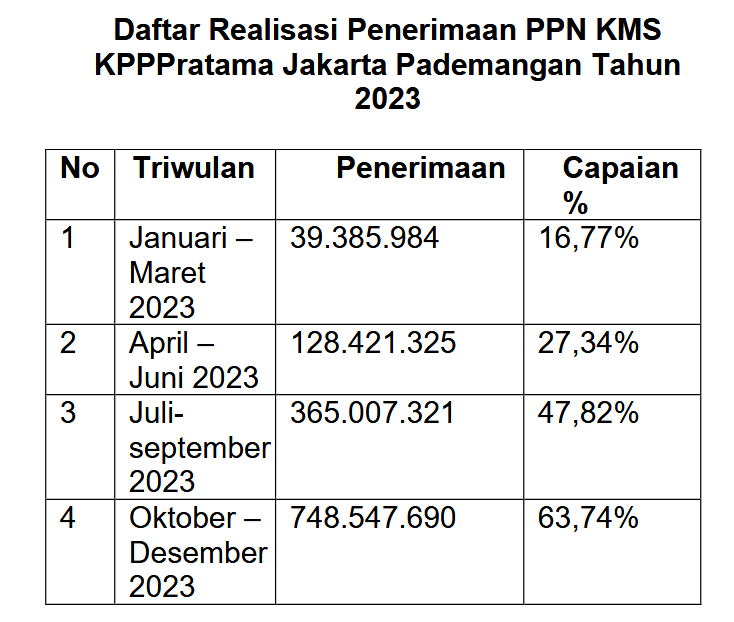 Daftar Realisasi Penerimaan PPN KMS
KPPPratama Jakarta Pademangan Tahun
2023
No Triwulan Penerimaan Capaian
%
1 Januari – 39.385.984 16,77%
Maret
2023
2 April – 128.421.325 27,34%
Juni 2023
3 Juli- 365.007.321 47,82%
september
2023
4 Oktober – 748.547.690 63,74%
Desember
2023